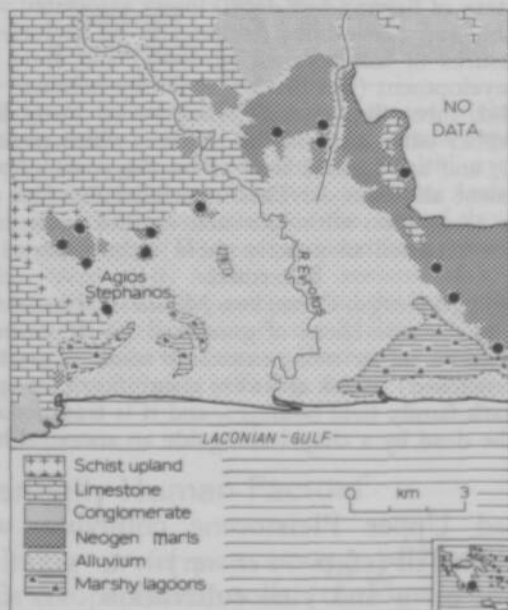 NO
DATA
Agios
Stephanos
R. Evrotas
LACONIAN GULF
Schist upland
Limestone
Conglomerate
Neogen marls
Alluvium
Marshy lagoons
0 km 3